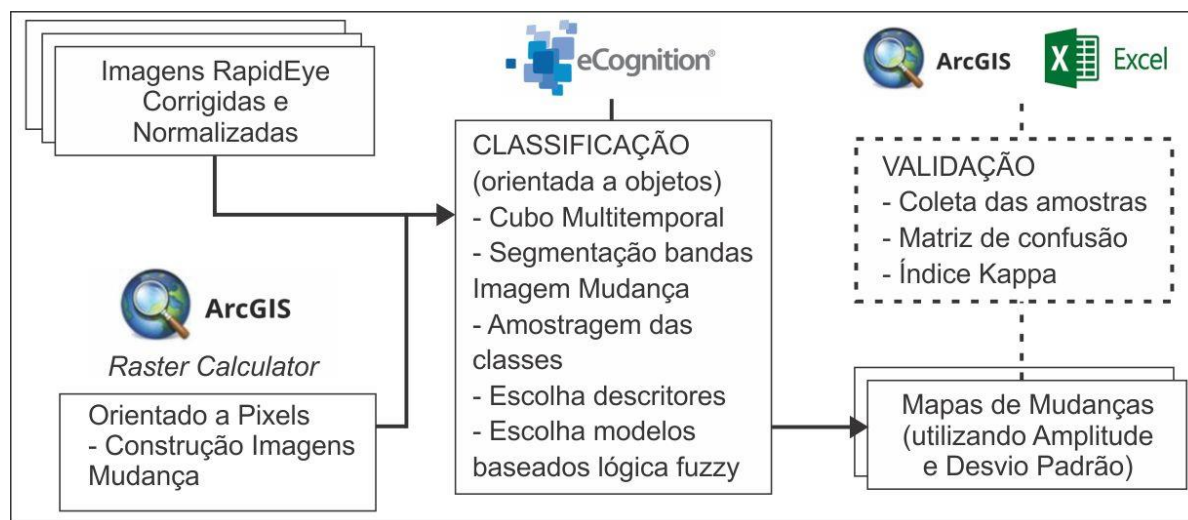 Imagens RapidEye
Corrigidas e
Normalizadas
ArcGIS
Raster Calculator
Orientado a Pixels
- Construção Imagens
Mudança
eCognition®
CLASSIFICAÇÃO
(orientada a objetos)
- Cubo Multitemporal
- Segmentação bandas
Imagem Mudança
- Amostragem das
classes
- Escolha descritores
- Escolha modelos
baseados lógica fuzzy
ArcGIS
X Excel
VALIDAÇÃO
- Coleta das amostras
- Matriz de confusão
- Índice Kappa
Mapas de Mudanças
(utilizando Amplitude
e Desvio Padrão)